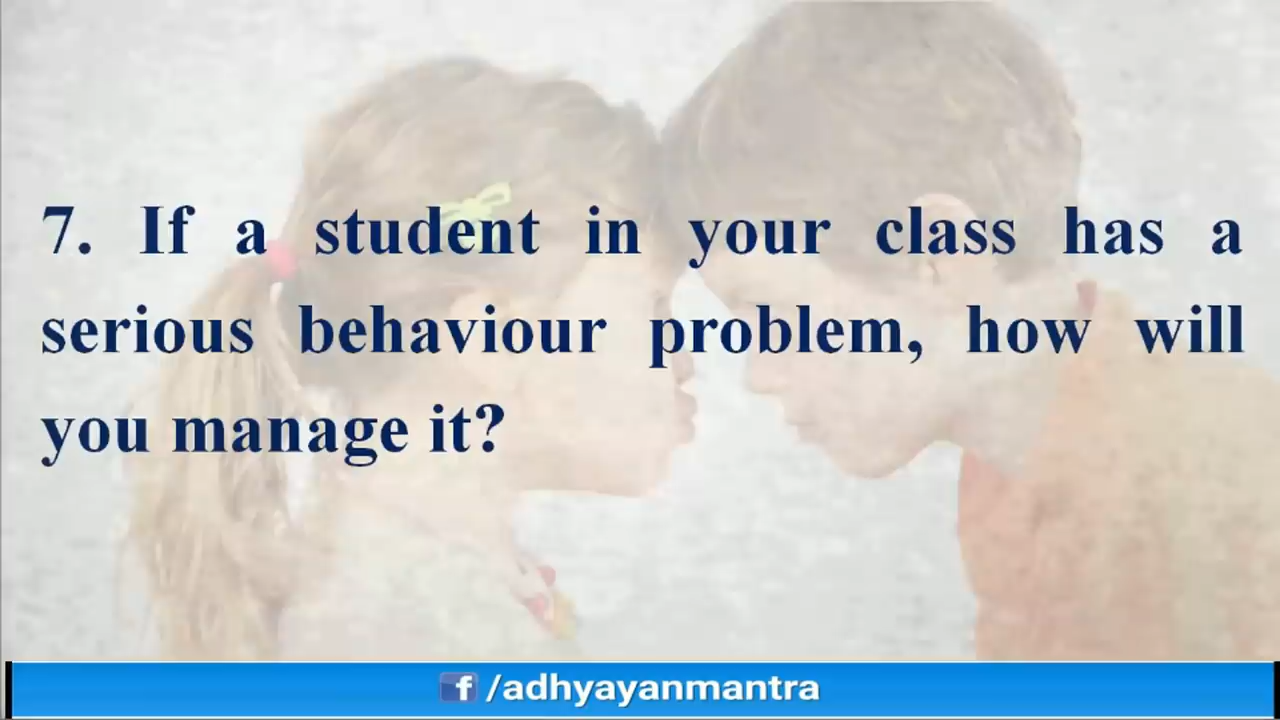 7. If a student in your class has a
serious behaviour problem, how will
you manage it?
f /adhyayanmantra